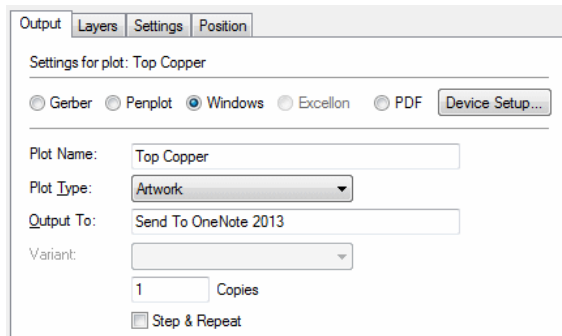 Output Layers Settings Position
Settings for plot: Top Copper
Gerber Penplot Windows Excellon PDF Device Setup...
Plot Name: Top Copper
Plot Type: Artwork
Output To: Send To OneNote 2013
Variant:
1 Copies
Step & Repeat